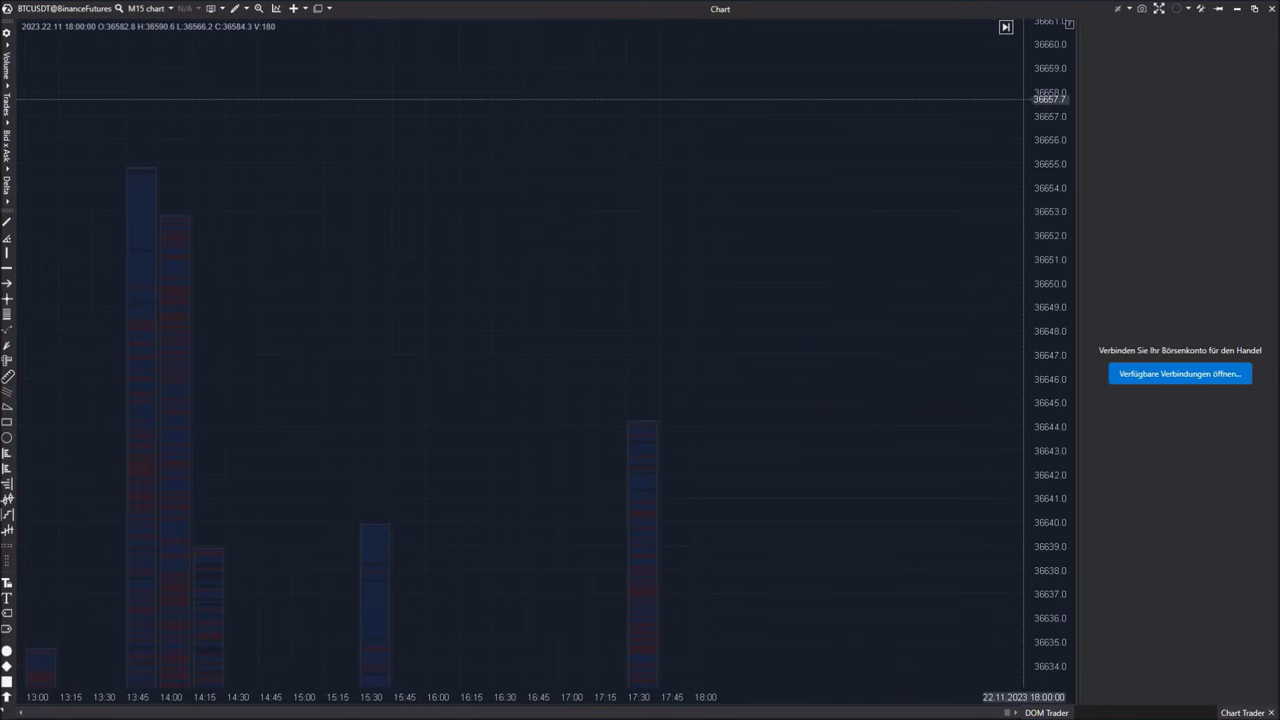 BTCUSDT@BinanceFutures M15 chart N/A Chart
2023.22.11 18:00:00 O:36582.8 H:36590.6 L:36566.2 C:36584.3 V:180
36661.0
36660.0
36659.0
36658.0
36657.7
36657.0
36656.0
36655.0
36654.0
36653.0
36652.0
36651.0
36650.0
36649.0
36648.0
36647.0
36646.0
36645.0
36644.0
36643.0
36642.0
36641.0
36640.0
36639.0
36638.0
36637.0
36636.0
36635.0
36634.0
Volume
Trades
Bid x Ask
Delta
Verbinden Sie Ihr Börsenkonto für den Handel
Verfügbare Verbindungen öffnen...
13:00 13:15 13:30 13:45 14:00 14:15 14:30 14:45 15:00 15:15 15:30 15:45 16:00 16:15 16:30 16:45 17:00 17:15 17:30 17:45 18:00 22.11.2023 18:00:00
DOM Trader Chart Trader